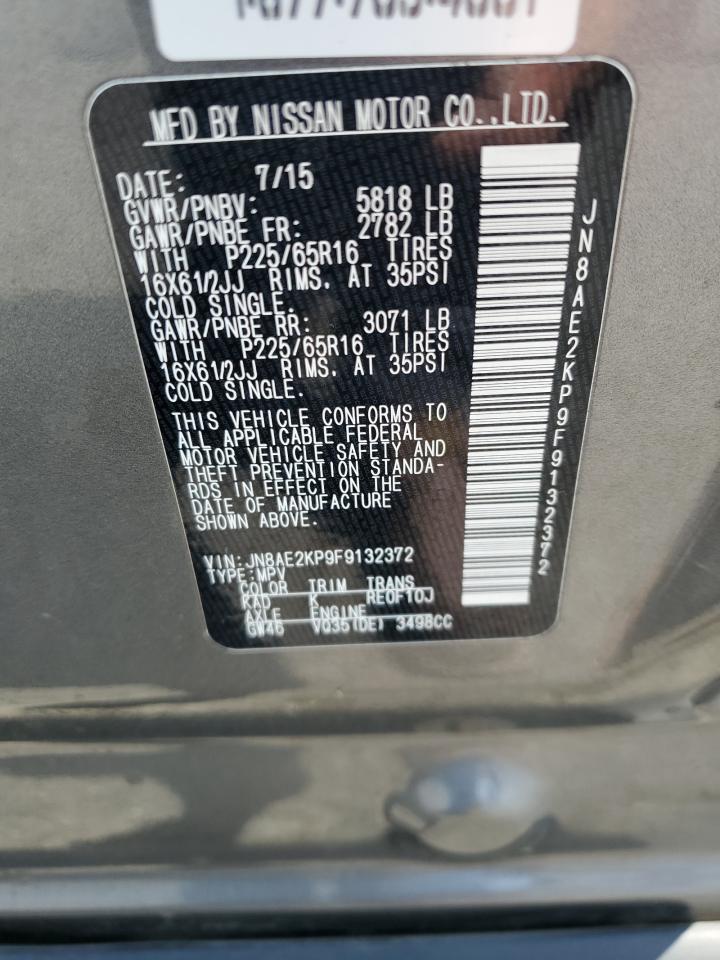 MFD BY NISSAN MOTOR CO.,LTD.
DATE: 7/15
GVWR/PNBV: 5818 LB
GAWR/PNBE FR: 2782 LB
WITH P225/65R16 TIRES
16X61/2JJ RIMS. AT 35PSI
COLD SINGLE.
GAWR/PNBE RR: 3071 LB
WITH P225/65R16 TIRES
16X61/2JJ RIMS. AT 35PSI
COLD SINGLE.
THIS VEHICLE CONFORMS TO
ALL APPLICABLE FEDERAL
MOTOR VEHICLE SAFETY AND
THEFT PREVENTION STANDA-
RDS IN EFFECT ON THE
DATE OF MANUFACTURE
SHOWN ABOVE.
VIN:JN8AE2KP9F9132372
TYPE:MPV
COLOR TRIM TRANS
KAD K RE0F10J
AXLE ENGINE
GW46 VQ35(DE) 3498CC
JN8AE2KP9F9132372